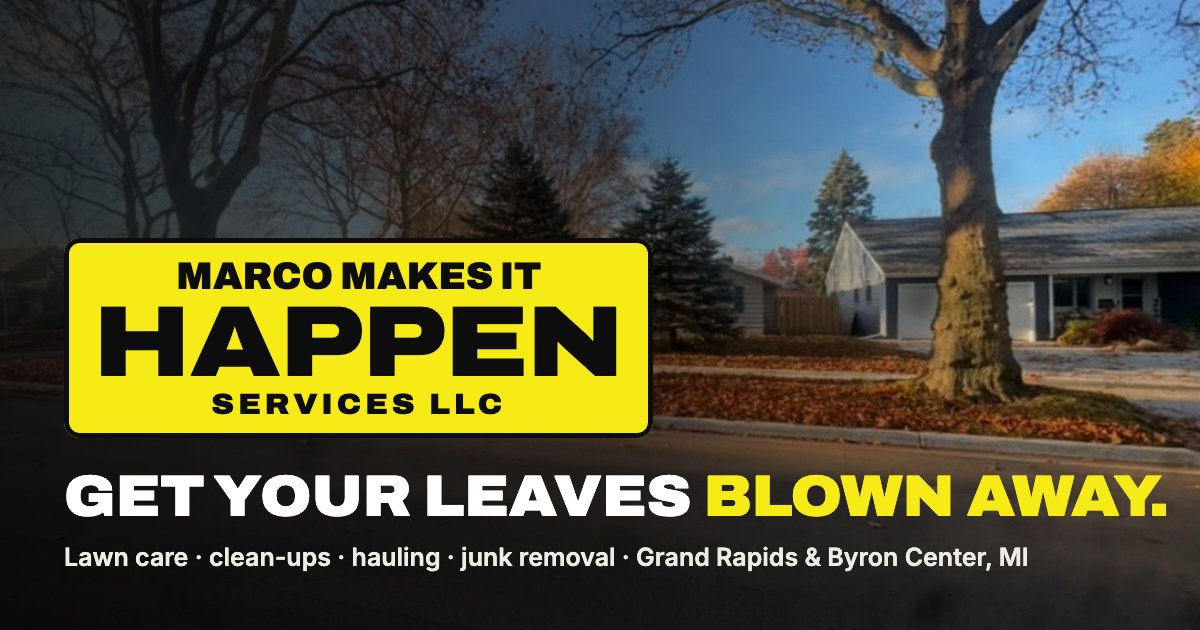 MARCO MAKES IT
HAPPEN
SERVICES LLC
GET YOUR LEAVES BLOWN AWAY.
Lawn care · clean-ups · hauling · junk removal · Grand Rapids & Byron Center, MI